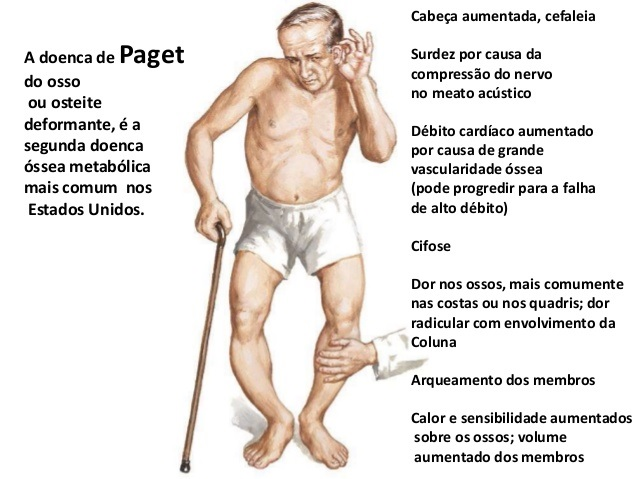 A doenca de Paget
do osso
ou osteite
deformante, é a
segunda doenca
óssea metabólica
mais comum nos
Estados Unidos.
Cabeça aumentada, cefaleia
Surdez por causa da
compressão do nervo
no meato acústico
Débito cardíaco aumentado
por causa de grande
vascularidade óssea
(pode progredir para a falha
de alto débito)
Cifose
Dor nos ossos, mais comumente
nas costas ou nos quadris; dor
radicular com envolvimento da
Coluna
Arqueamento dos membros
Calor e sensibilidade aumentados
sobre os ossos; volume
aumentado dos membros